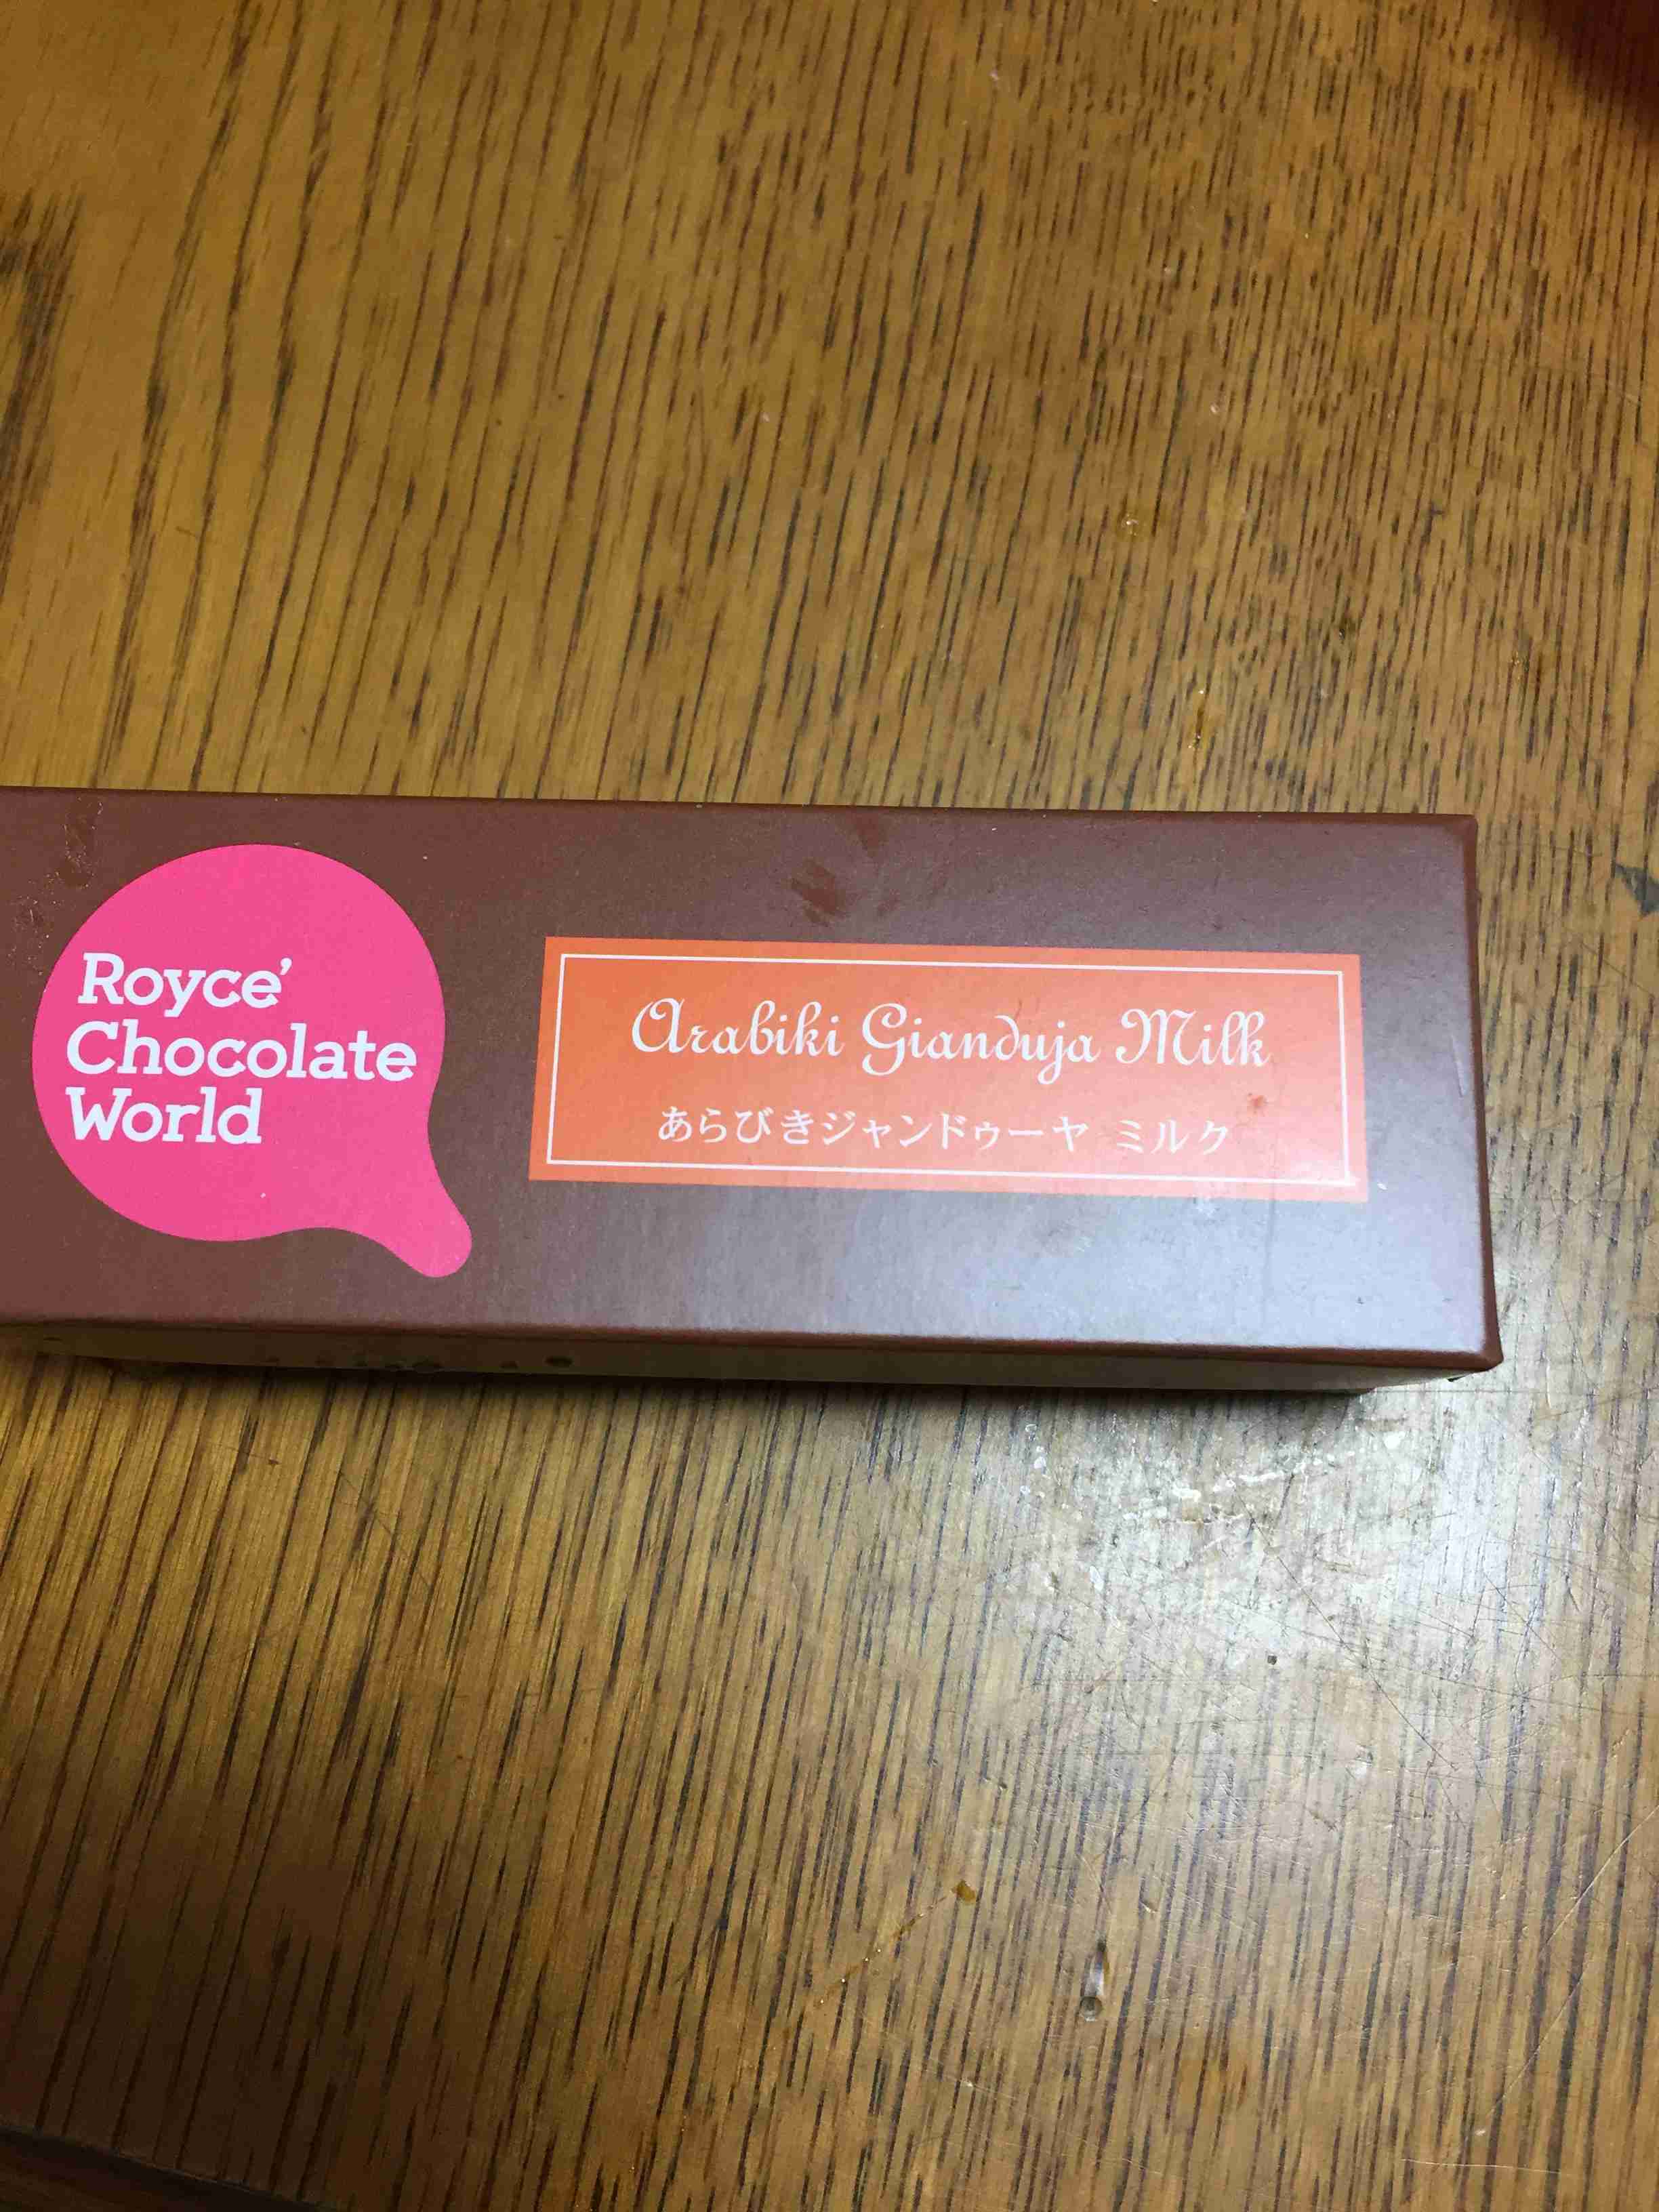 Royce'
Chocolate
World
Arabiki Gianduja Milk
あらびきジャンドゥーヤ ミルク